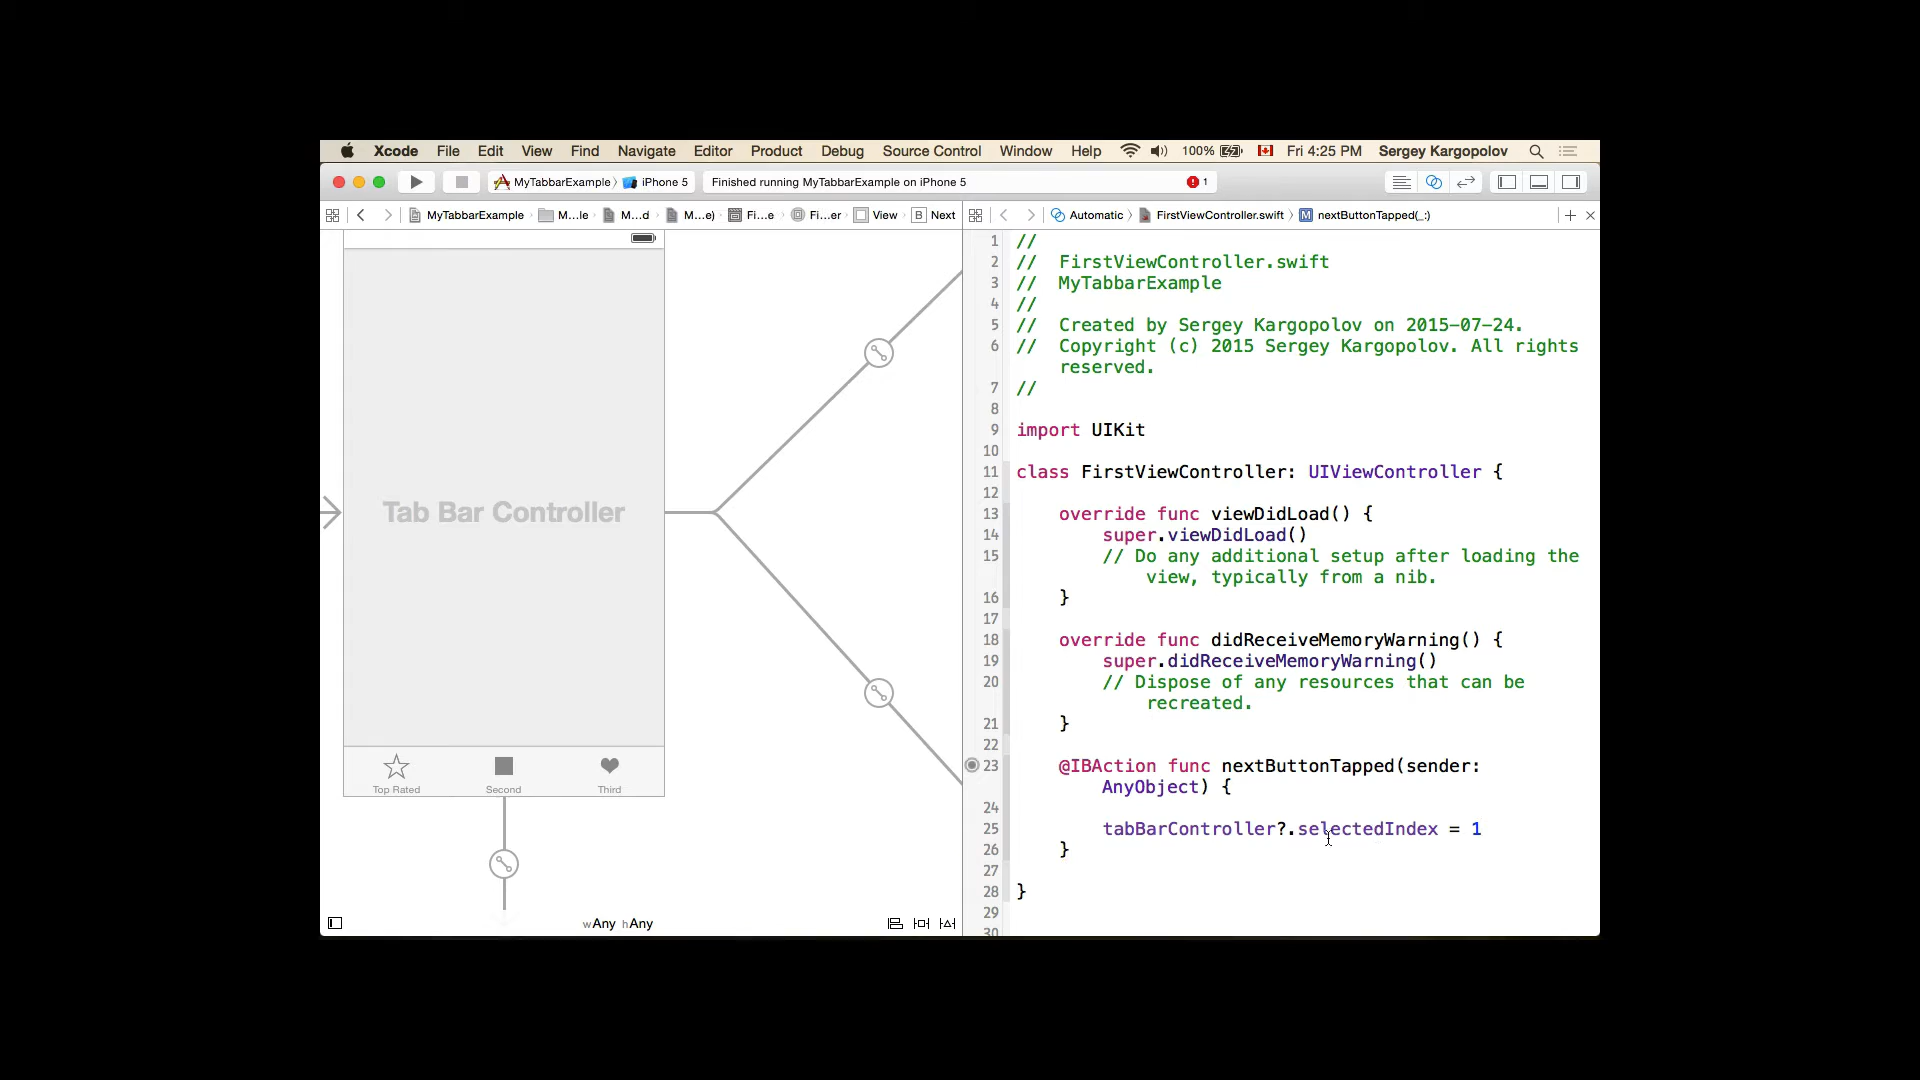 Xcode File Edit View Find Navigate Editor Product Debug Source Control Window Help 100% Fri 4:25 PM Sergey Kargopolov
MyTabbarExample iPhone 5 Finished running MyTabbarExample on iPhone 5 1
MyTabbarExample M...le M...d M...e) Fi...e Fi...er View B Next
Automatic FirstViewController.swift M nextButtonTapped(_:)
Tab Bar Controller
Top Rated Second Third
wAny hAny
1 //
2 // FirstViewController.swift
3 // MyTabbarExample
4 //
5 // Created by Sergey Kargopolov on 2015-07-24.
6 // Copyright (c) 2015 Sergey Kargopolov. All rights
reserved.
7 //
8
9 import UIKit
10
11 class FirstViewController: UIViewController {
12
13 override func viewDidLoad() {
14 super.viewDidLoad()
15 // Do any additional setup after loading the
view, typically from a nib.
16 }
17
18 override func didReceiveMemoryWarning() {
19 super.didReceiveMemoryWarning()
20 // Dispose of any resources that can be
recreated.
21 }
22
23 @IBAction func nextButtonTapped(sender:
AnyObject) {
24
25 tabBarController?.selectedIndex = 1
26 }
27
28 }
29
30